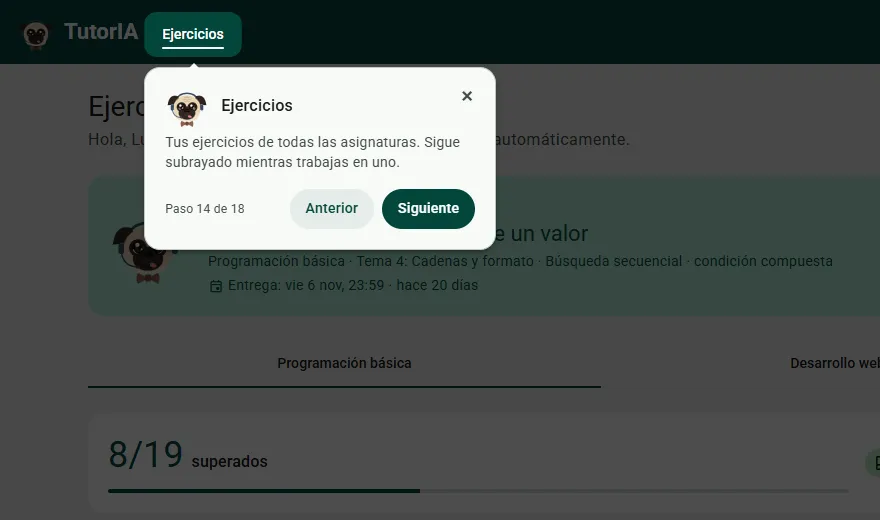 TutorIA
Ejercicios
Ejercicios
×
Tus ejercicios de todas las asignaturas. Sigue
subrayado mientras trabajas en uno.
Paso 14 de 18
Anterior
Siguiente
Hola,
automáticamente.
un valor
Programación básica · Tema 4: Cadenas y formato · Búsqueda secuencial · condición compuesta
Entrega: vie 6 nov, 23:59 · hace 20 días
Programación básica
Desarrollo
8/19 superados